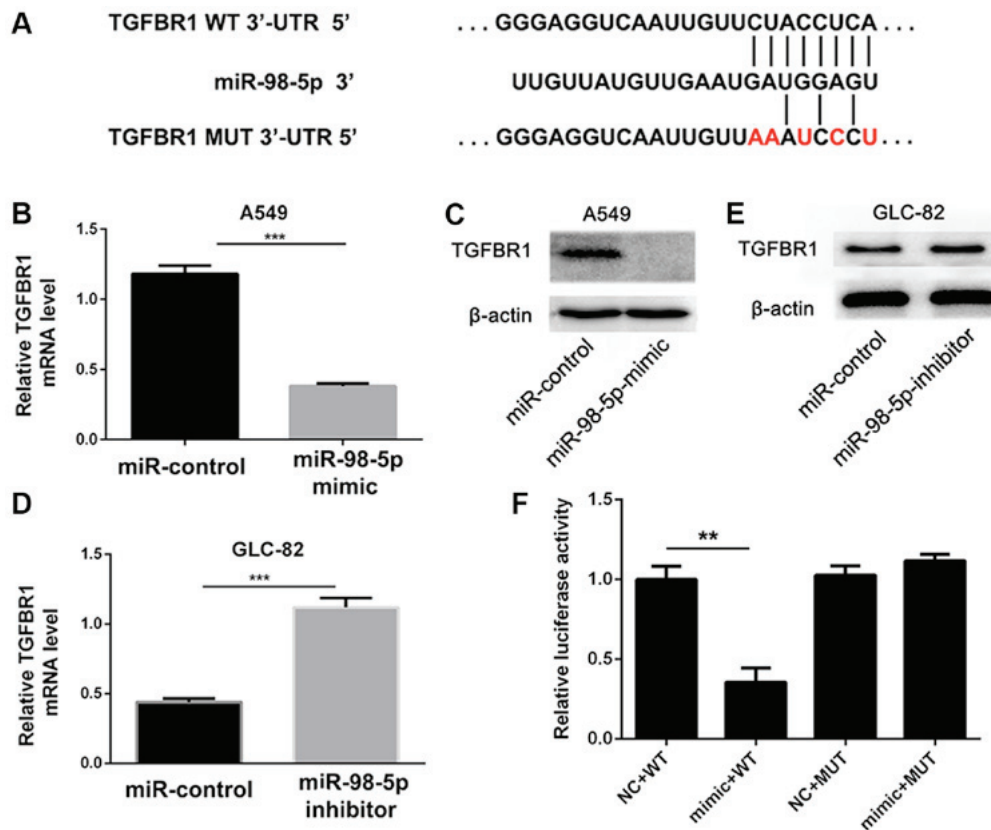 A
TGFBR1 WT 3'-UTR 5' ... GGGAGGUCAAUUGUUCUACCUCA ...
miR-98-5p 3' UUGUUAUGUUGAAUGAUGGAGU
TGFBR1 MUT 3'-UTR 5' ... GGGAGGUCAAUUGUUAAAUCCCU ...
B
A549
***
Relative TGFBR1
mRNA level
1.5
1.0
0.5
0.0
miR-control
miR-98-5p
mimic
C
A549
TGFBR1
β-actin
miR-control
miR-98-5p-mimic
E
GLC-82
TGFBR1
β-actin
miR-control
miR-98-5p-inhibitor
D
GLC-82
***
Relative TGFBR1
mRNA level
1.5
1.0
0.5
0.0
miR-control
miR-98-5p
inhibitor
F
**
Relative luciferase activity
1.5
1.0
0.5
0.0
NC+WT
mimic+WT
NC+MUT
mimic+MUT